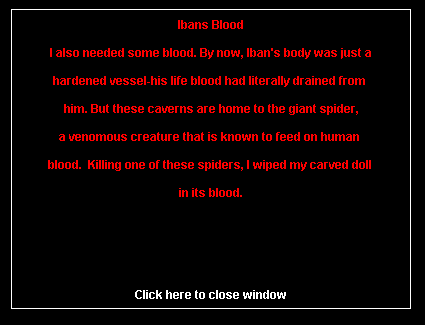 Ibans Blood
I also needed some blood. By now, Iban's body was just a
hardened vessel-his life blood had literally drained from
him. But these caverns are home to the giant spider,
a venomous creature that is known to feed on human
blood. Killing one of these spiders, I wiped my carved doll
in its blood.
Click here to close window